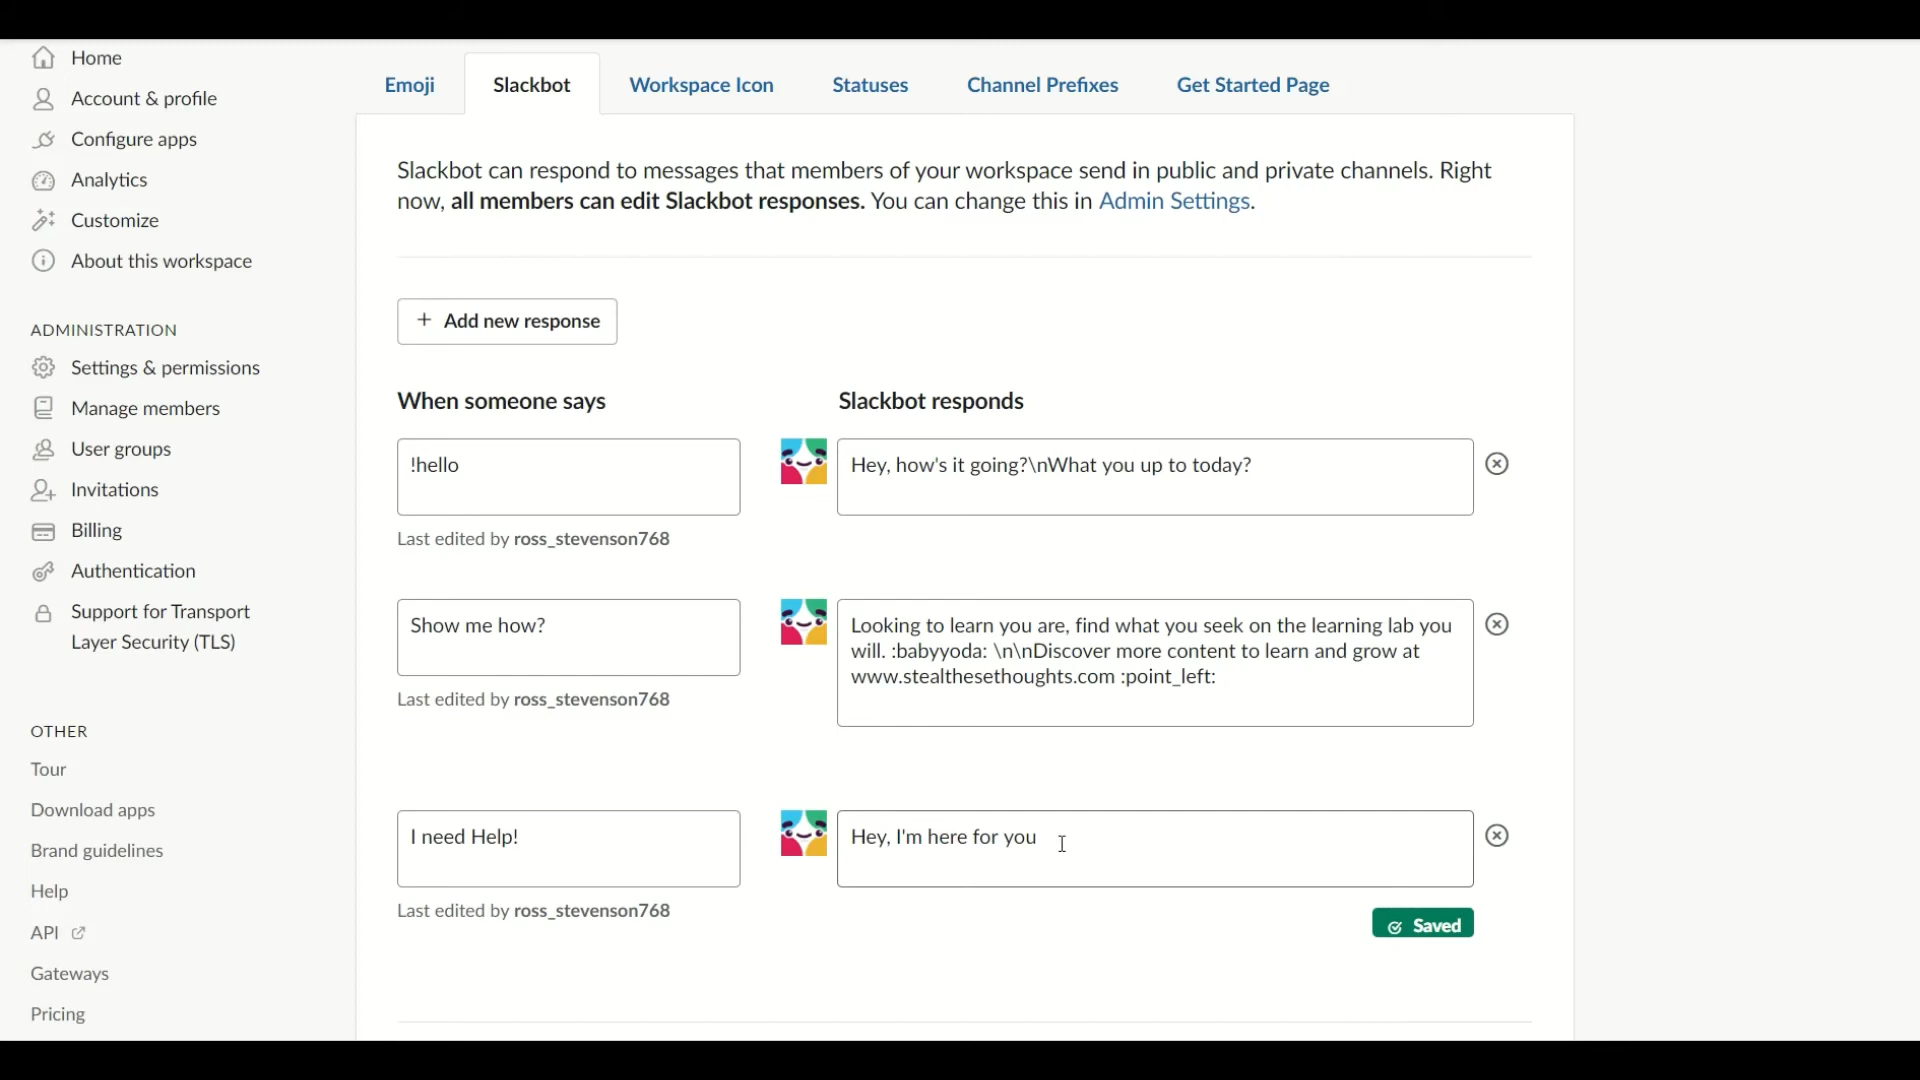 Home
Account & profile
Configure apps
Analytics
Customize
About this workspace
ADMINISTRATION
Settings & permissions
Manage members
User groups
Invitations
Billing
Authentication
Support for Transport
Layer Security (TLS)
OTHER
Tour
Download apps
Brand guidelines
Help
API
Gateways
Pricing
Emoji
Slackbot
Workspace Icon
Statuses
Channel Prefixes
Get Started Page
Slackbot can respond to messages that members of your workspace send in public and private channels. Right
now, all members can edit Slackbot responses. You can change this in Admin Settings.
+ Add new response
When someone says
Slackbot responds
!hello
Hey, how's it going?\nWhat you up to today?
Last edited by ross_stevenson768
Show me how?
Looking to learn you are, find what you seek on the learning lab you
will. :babyyoda: \n\nDiscover more content to learn and grow at
www.stealthesethoughts.com :point_left:
Last edited by ross_stevenson768
I need Help!
Hey, I'm here for you
Last edited by ross_stevenson768
Saved